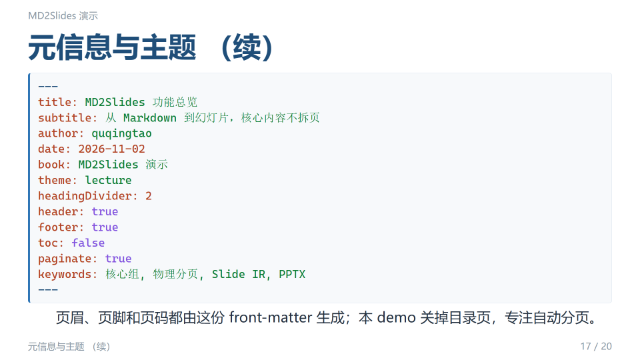 MD2Slides 演示
元信息与主题 （续）
---
title: MD2Slides 功能总览
subtitle: 从 Markdown 到幻灯片，核心内容不拆页
author: quqingtao
date: 2026-11-02
book: MD2Slides 演示
theme: lecture
headingDivider: 2
header: true
footer: true
toc: false
paginate: true
keywords: 核心组, 物理分页, Slide IR, PPTX
---
页眉、页脚和页码都由这份 front-matter 生成；本 demo 关掉目录页，专注自动分页。
元信息与主题 （续）
17 / 20